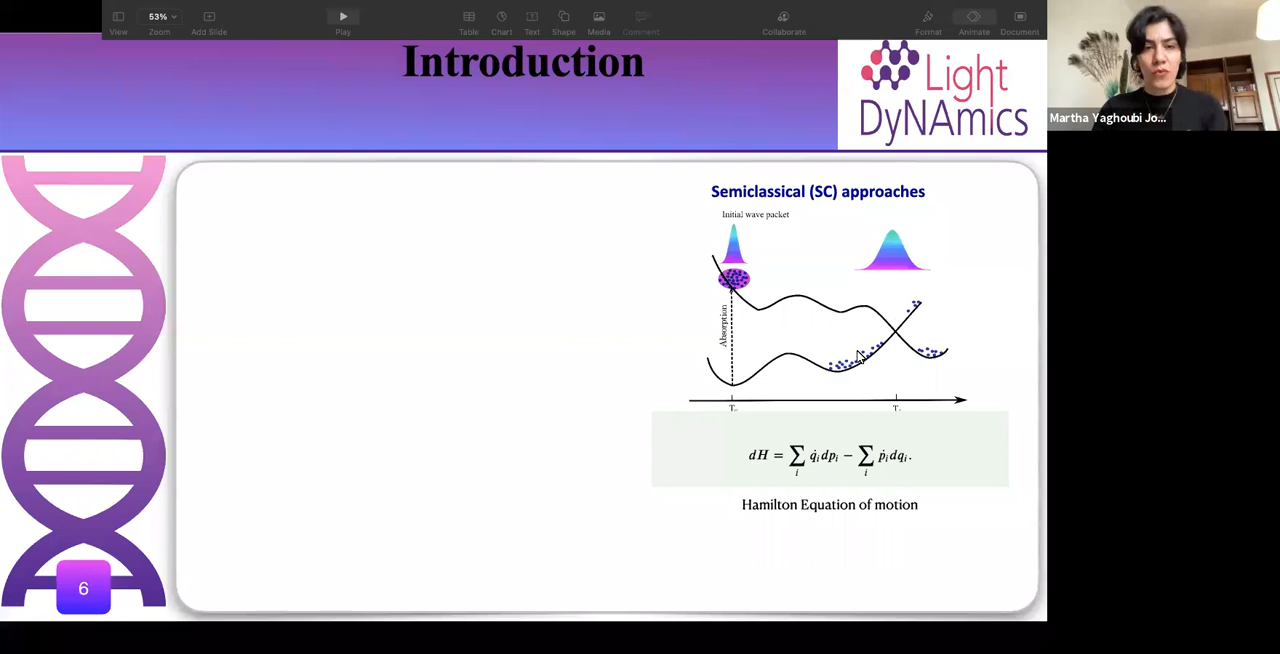 53%
View
Zoom
Add Slide
Play
Table
Chart
Text
Shape
Media
Comment
Collaborate
Format
Animate
Document
Introduction
Light
DyNAmics
Martha Yaghoubi Jo...
Semiclassical (SC) approaches
Initial wave packet
Absorption
dH = ∑ᵢ q̇ᵢdpᵢ − ∑ᵢ ṗᵢdqᵢ.
Hamilton Equation of motion
6